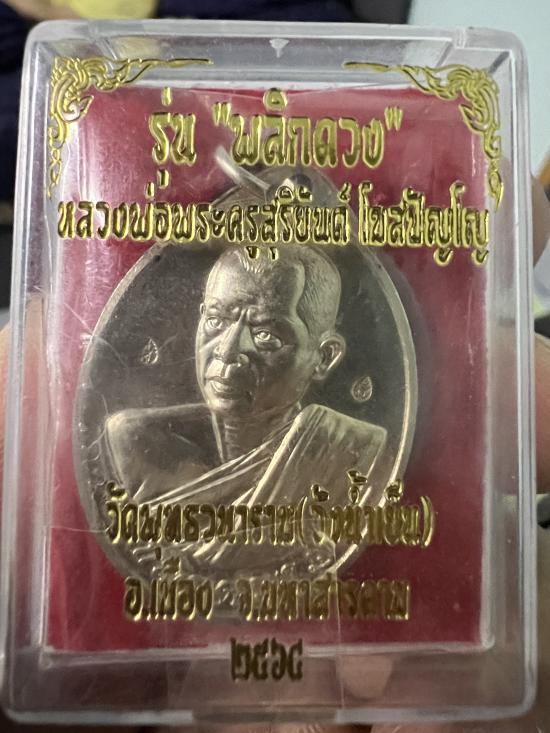 รุ่น "พลิกดวง"
หลวงพ่อพระครูสุริยันต์ โฆสปัญโญ
วัดพุทธวนาราม(วังน้ำเย็น)
อ.เมือง จ.มหาสารคาม
๒๕๖๔